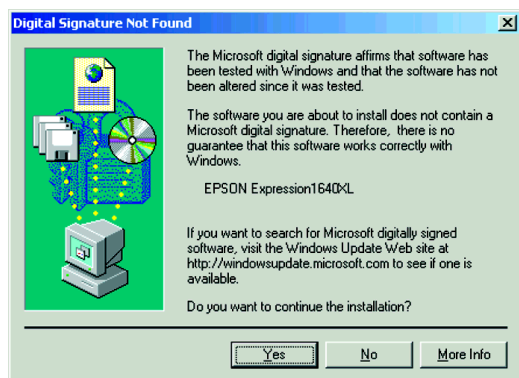 Digital Signature Not Found
The Microsoft digital signature affirms that software has
been tested with Windows and that the software has not
been altered since it was tested.
The software you are about to install does not contain a
Microsoft digital signature. Therefore,  there is no
guarantee that this software works correctly with
Windows.
EPSON Expression1640XL
If you want to search for Microsoft digitally signed
software, visit the Windows Update Web site at
http://windowsupdate.microsoft.com to see if one is
available.
Do you want to continue the installation?
Yes No More Info